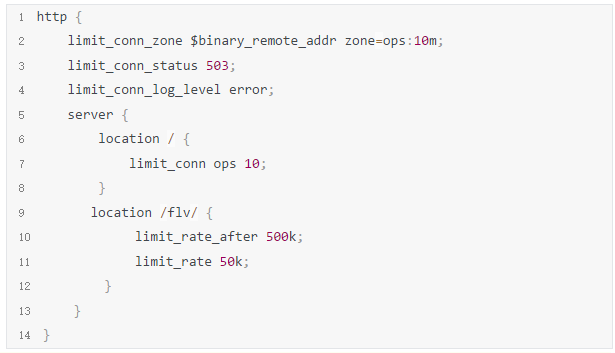 1 http {
2     limit_conn_zone $binary_remote_addr zone=ops:10m;
3     limit_conn_status 503;
4     limit_conn_log_level error;
5     server {
6         location / {
7             limit_conn ops 10;
8         }
9        location /flv/ {
10             limit_rate_after 500k;
11             limit_rate 50k;
12         }
13     }
14 }